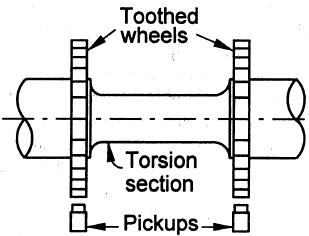 Toothed
wheels
Torsion
section
Pickups